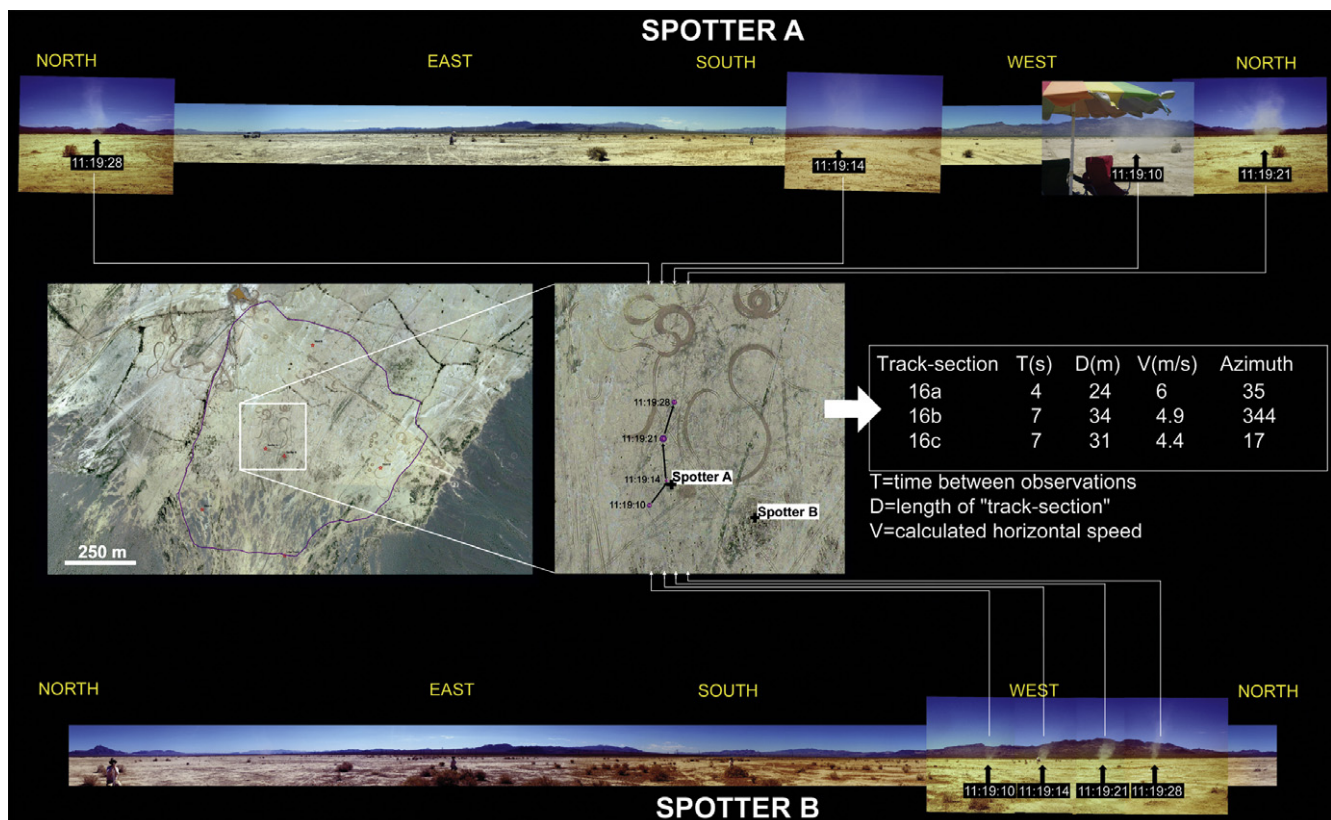 SPOTTER A
NORTH EAST SOUTH WEST NORTH
11:19:28 11:19:14 11:19:10 11:19:21
250 m
11:19:28
11:19:21
11:19:14 Spotter A
11:19:10
Spotter B
Track-section T(s) D(m) V(m/s) Azimuth
16a 4 24 6 35
16b 7 34 4.9 344
16c 7 31 4.4 17
T=time between observations
D=length of "track-section"
V=calculated horizontal speed
NORTH EAST SOUTH WEST NORTH
11:19:10 11:19:14 11:19:21 11:19:28
SPOTTER B